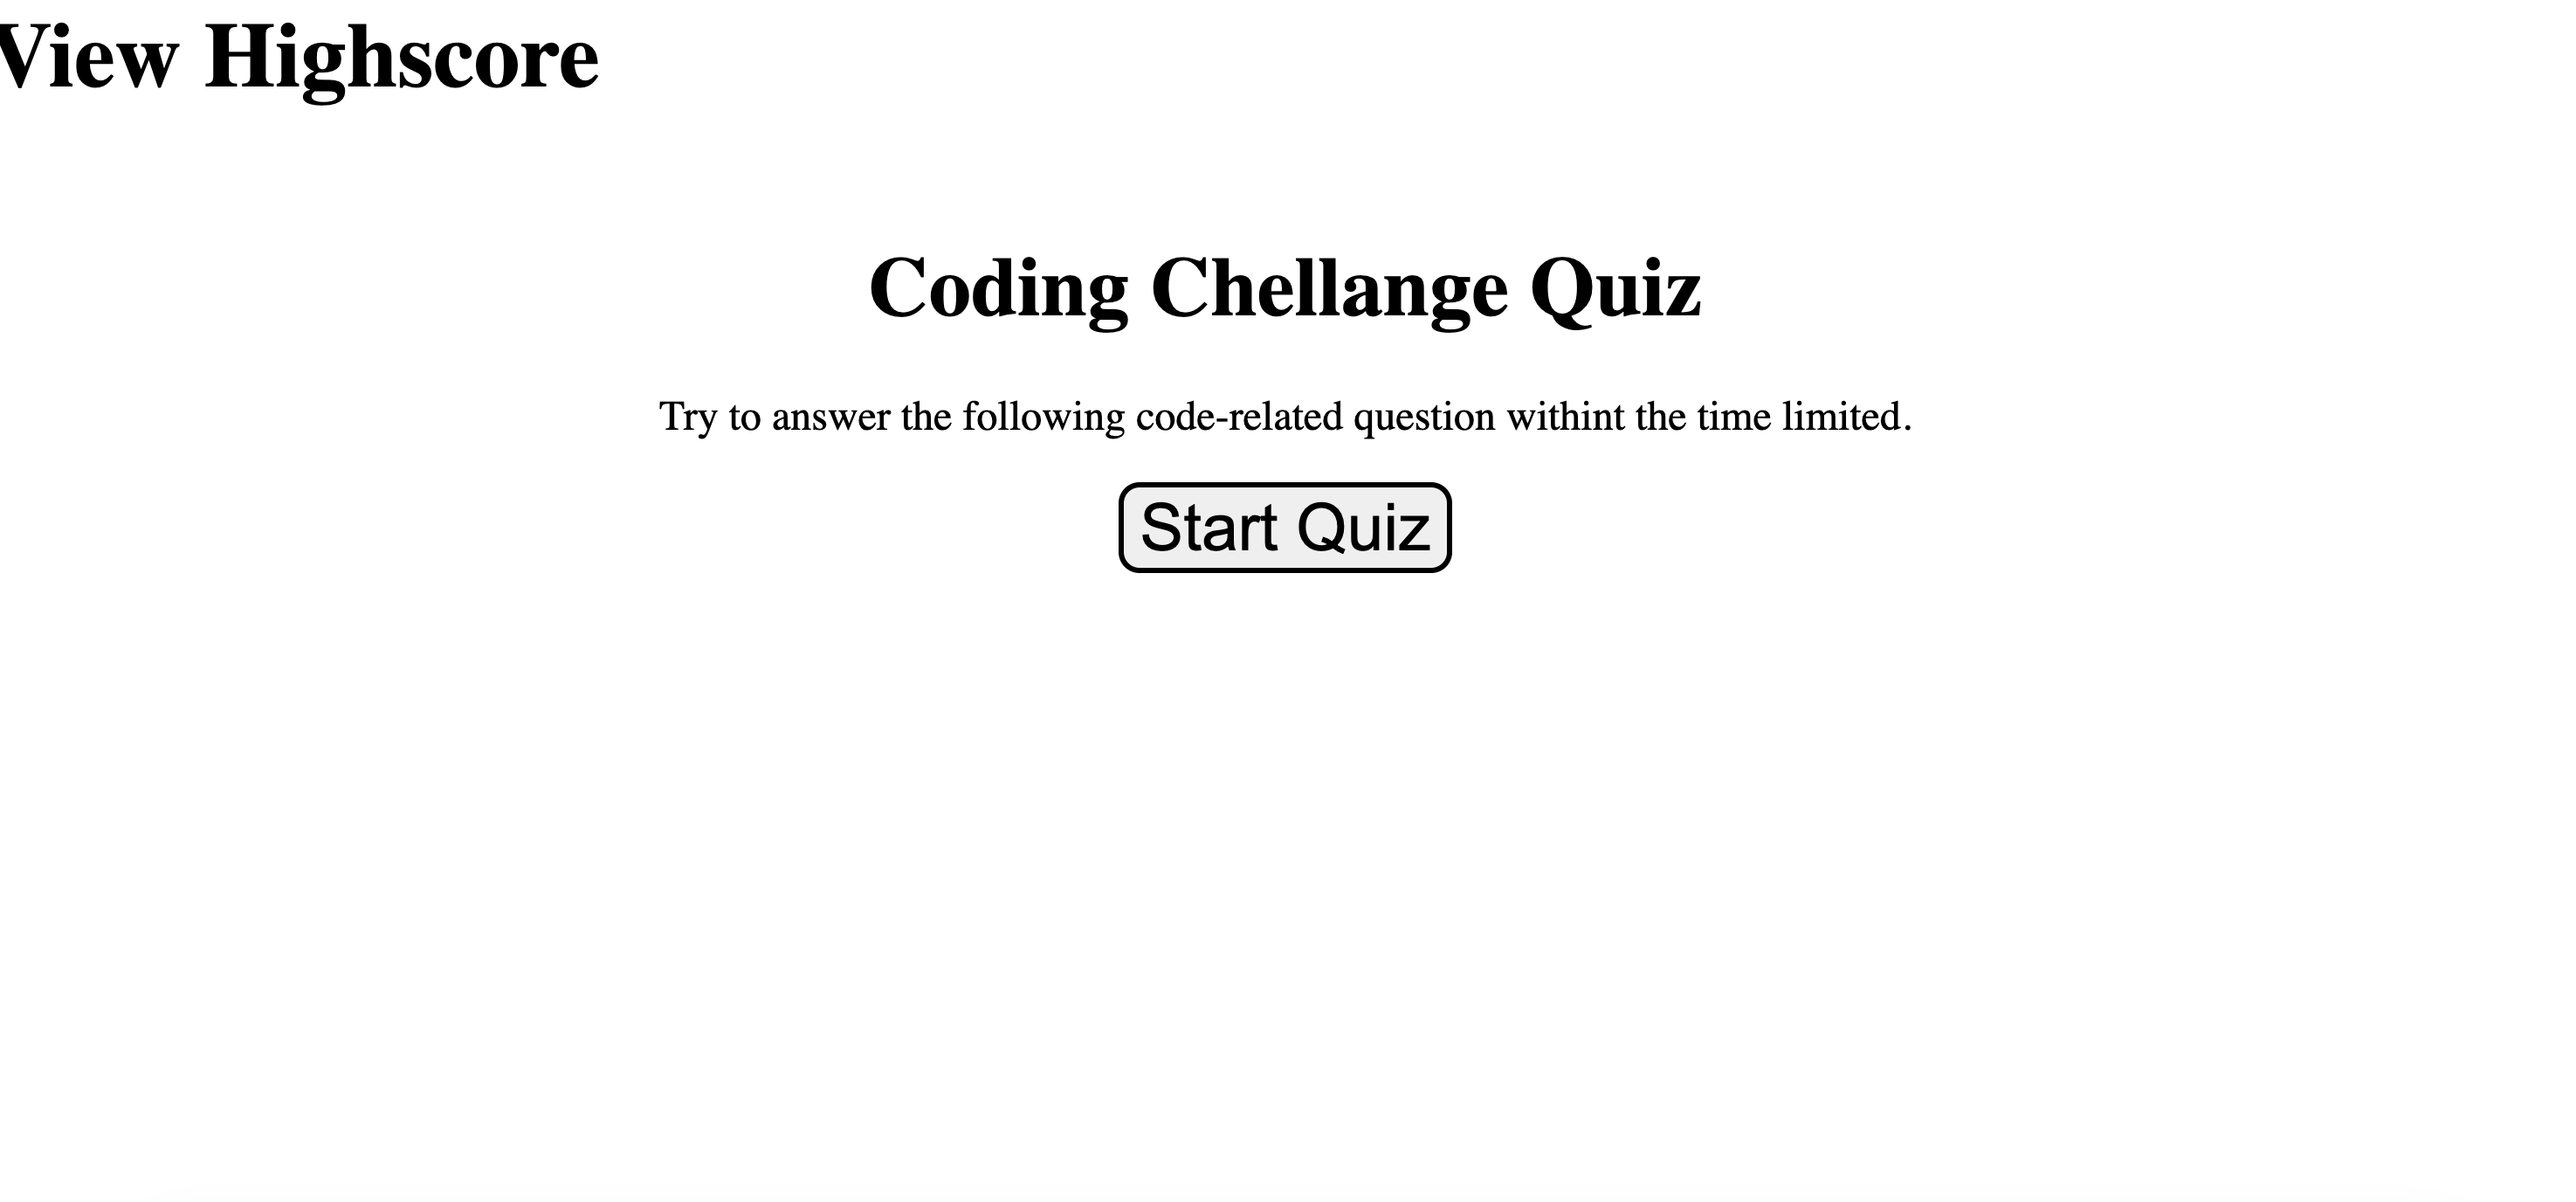 View Highscore
Coding Chellange Quiz
Try to answer the following code-related question withint the time limited.
Start Quiz